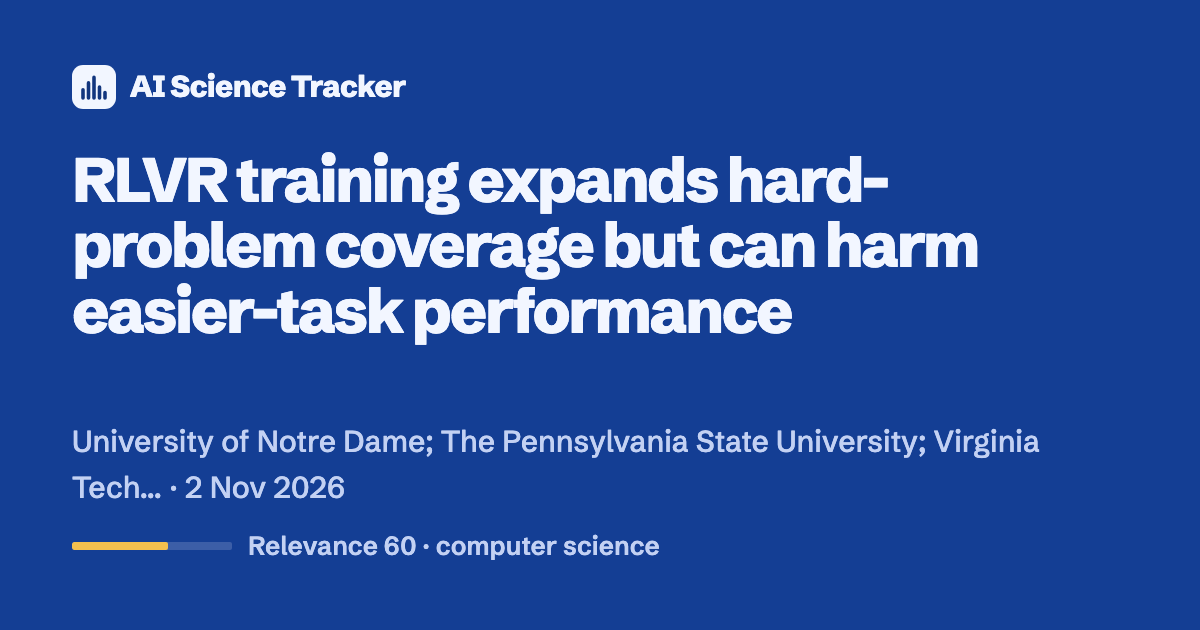 AI Science Tracker
RLVR training expands hard-
problem coverage but can harm
easier-task performance
University of Notre Dame; The Pennsylvania State University; Virginia
Tech... · 2 Nov 2026
Relevance 60 · computer science